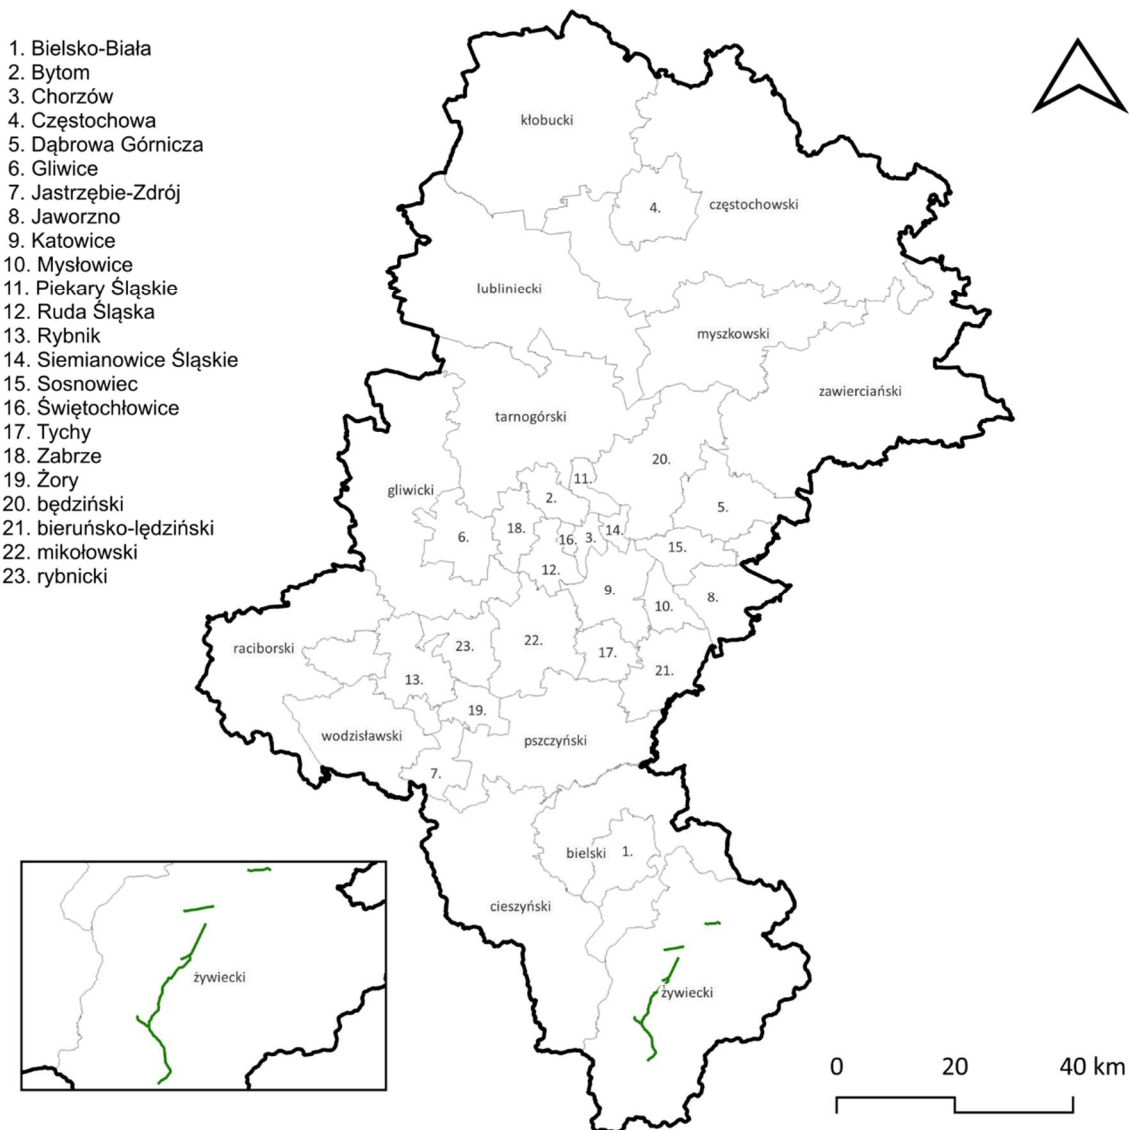 1. Bielsko-Biała
2. Bytom
3. Chorzów
4. Częstochowa
5. Dąbrowa Górnicza
6. Gliwice
7. Jastrzębie-Zdrój
8. Jaworzno
9. Katowice
10. Mysłowice
11. Piekary Śląskie
12. Ruda Śląska
13. Rybnik
14. Siemianowice Śląskie
15. Sosnowiec
16. Świętochłowice
17. Tychy
18. Zabrze
19. Żory
20. będziński
21. bieruńsko-lędziński
22. mikołowski
23. rybnicki
kłobucki
4.
częstochowski
lubliniecki
myszkowski
zawierciański
tarnogórski
20.
11.
gliwicki
2.
5.
18.
6.
16.
3.
14.
15.
12.
9.
8.
10.
22.
23.
raciborski
17.
21.
13.
19.
wodzisławski
pszczyński
7.
bielski
1.
cieszyński
żywiecki
żywiecki
0 20 40 km